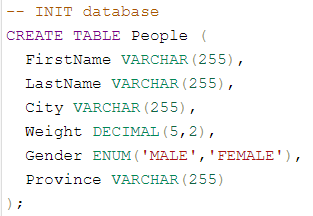 -- INIT database
CREATE TABLE People (
  FirstName VARCHAR(255),
  LastName VARCHAR(255),
  City VARCHAR(255),
  Weight DECIMAL(5,2),
  Gender ENUM('MALE','FEMALE'),
  Province VARCHAR(255)
);